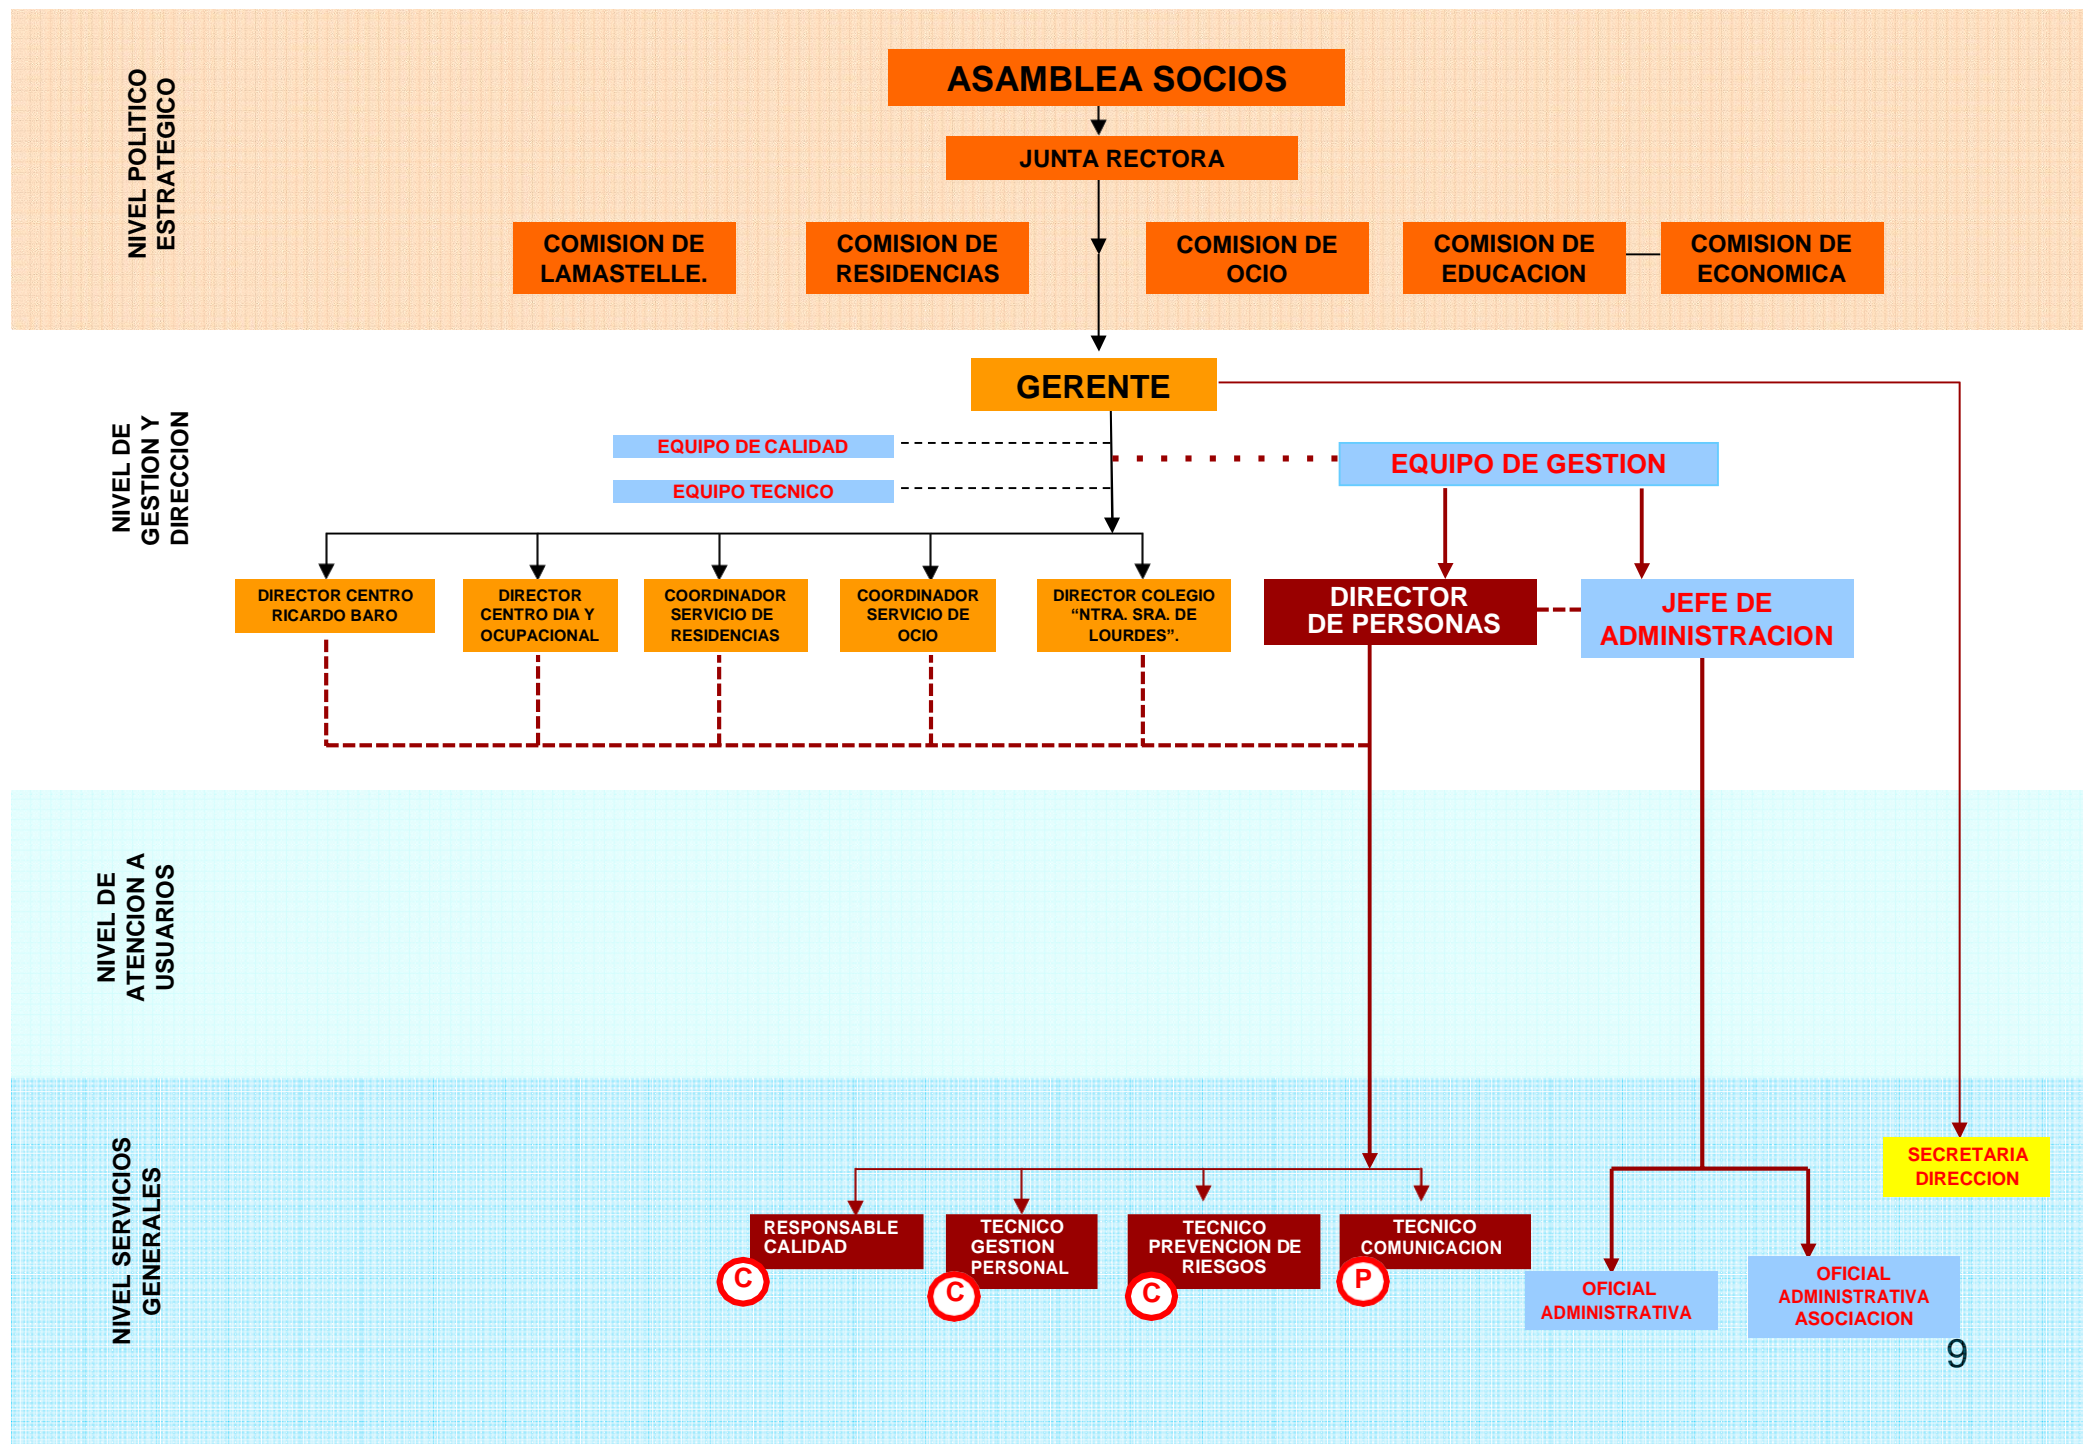 NIVEL POLITICO
ESTRATEGICO
ASAMBLEA SOCIOS
JUNTA RECTORA
COMISION DE
LAMASTELLE.
COMISION DE
RESIDENCIAS
COMISION DE
OCIO
COMISION DE
EDUCACION
COMISION DE
ECONOMICA
NIVEL DE
GESTION Y
DIRECCION
GERENTE
EQUIPO DE CALIDAD
EQUIPO TECNICO
EQUIPO DE GESTION
DIRECTOR CENTRO
RICARDO BARO
DIRECTOR
CENTRO DIA Y
OCUPACIONAL
COORDINADOR
SERVICIO DE
RESIDENCIAS
COORDINADOR
SERVICIO DE
OCIO
DIRECTOR COLEGIO
“NTRA. SRA. DE
LOURDES”.
DIRECTOR
DE PERSONAS
JEFE DE
ADMINISTRACION
NIVEL DE
ATENCION A
USUARIOS
NIVEL SERVICIOS
GENERALES
SECRETARIA
DIRECCION
RESPONSABLE
CALIDAD
C
TECNICO
GESTION
PERSONAL
C
TECNICO
PREVENCION DE
RIESGOS
C
TECNICO
COMUNICACION
P
OFICIAL
ADMINISTRATIVA
OFICIAL
ADMINISTRATIVA
ASOCIACION
9